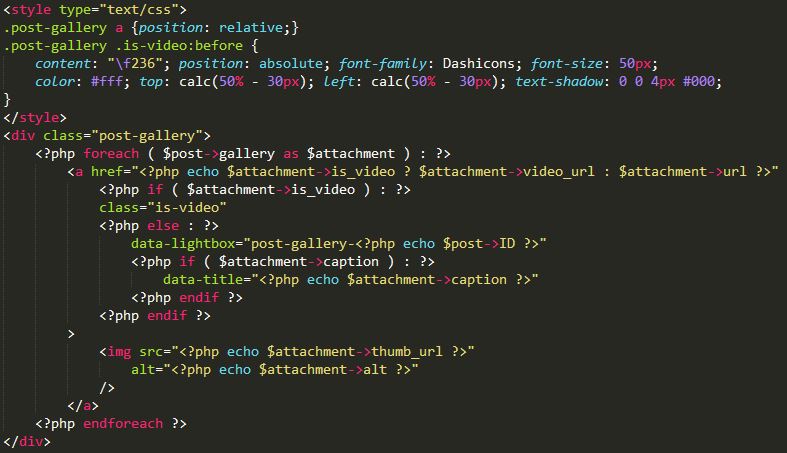 <style type="text/css">
.post-gallery a {position: relative;}
.post-gallery .is-video:before {
    content: "\f236"; position: absolute; font-family: Dashicons; font-size: 50px;
    color: #fff; top: calc(50% - 30px); left: calc(50% - 30px); text-shadow: 0 0 4px #000;
}
</style>
<div class="post-gallery">
    <?php foreach ( $post->gallery as $attachment ) : ?>
        <a href="<?php echo $attachment->is_video ? $attachment->video_url : $attachment->url ?>"
            <?php if ( $attachment->is_video ) : ?>
            class="is-video"
            <?php else : ?>
                data-lightbox="post-gallery-<?php echo $post->ID ?>"
                <?php if ( $attachment->caption ) : ?>
                    data-title="<?php echo $attachment->caption ?>"
                <?php endif ?>
            <?php endif ?>
        >
            <img src="<?php echo $attachment->thumb_url ?>"
                alt="<?php echo $attachment->alt ?>"
            />
        </a>
    <?php endforeach ?>
</div>